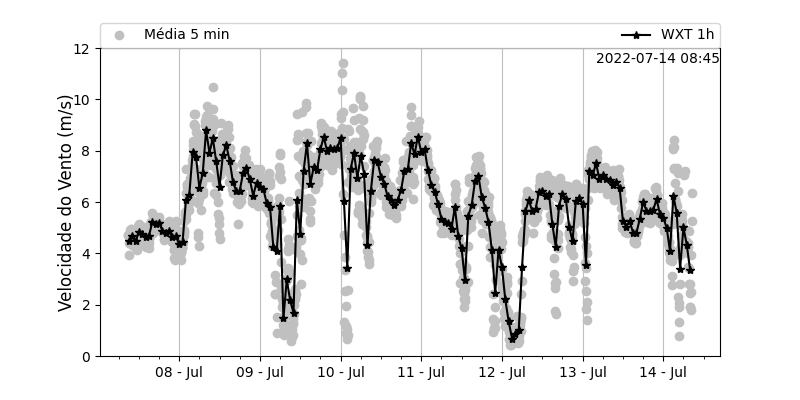 Média 5 min
WXT 1h
2022-07-14 08:45
Velocidade do Vento (m/s)
12
10
8
6
4
2
0
08 - Jul
09 - Jul
10 - Jul
11 - Jul
12 - Jul
13 - Jul
14 - Jul